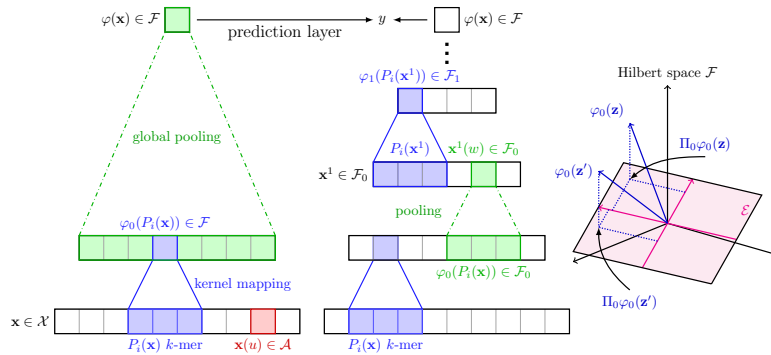 φ(x) ∈ ℱ
prediction layer
y
φ(x) ∈ ℱ
φ₁(Pᵢ(x¹)) ∈ ℱ₁
Hilbert space ℱ
global pooling
Pᵢ(x¹)
x¹(w) ∈ ℱ₀
x¹ ∈ ℱ₀
φ₀(z)
Π₀φ₀(z)
φ₀(z′)
pooling
ℰ
φ₀(Pᵢ(x)) ∈ ℱ
kernel mapping
φ₀(Pᵢ(x)) ∈ ℱ₀
Π₀φ₀(z′)
x ∈ 𝒳
Pᵢ(x) k-mer
x(u) ∈ 𝒜
Pᵢ(x) k-mer